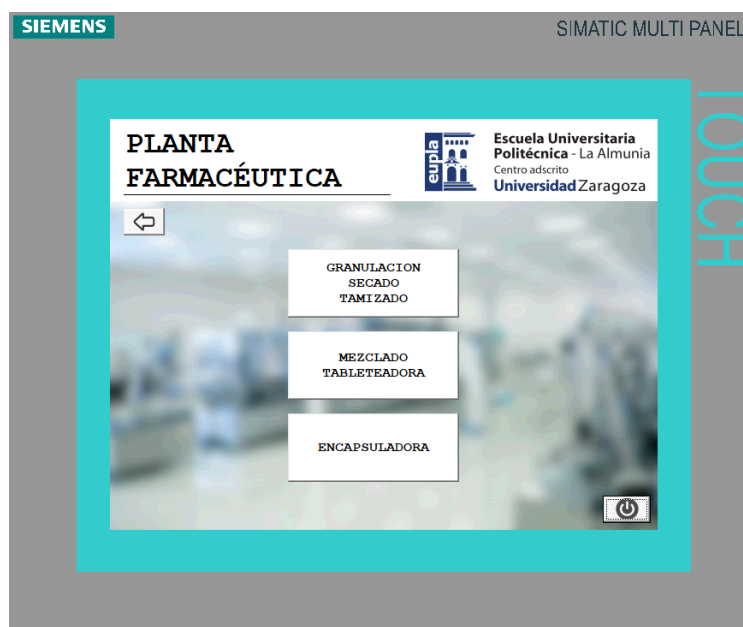 SIEMENS
SIMATIC MULTI PANEL
TOUCH
PLANTA
FARMACÉUTICA
eupla
Escuela Universitaria
Politécnica - La Almunia
Centro adscrito
Universidad Zaragoza
GRANULACION
SECADO
TAMIZADO
MEZCLADO
TABLETEADORA
ENCAPSULADORA